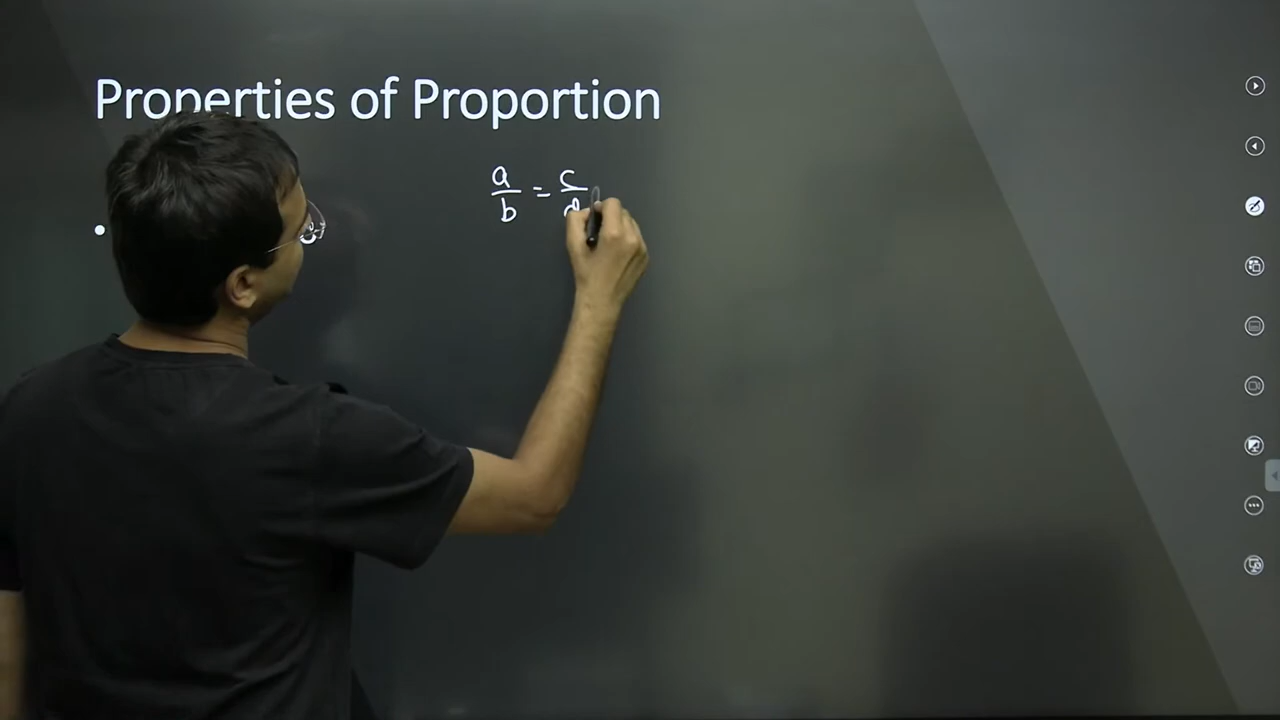 Properties of Proportion
a/b = c/d